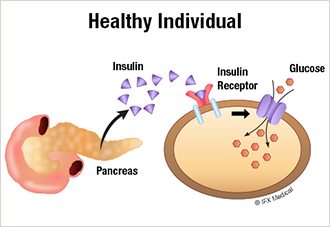 Healthy Individual
Insulin
Insulin
Receptor
Glucose
Pancreas
© IFX Medical